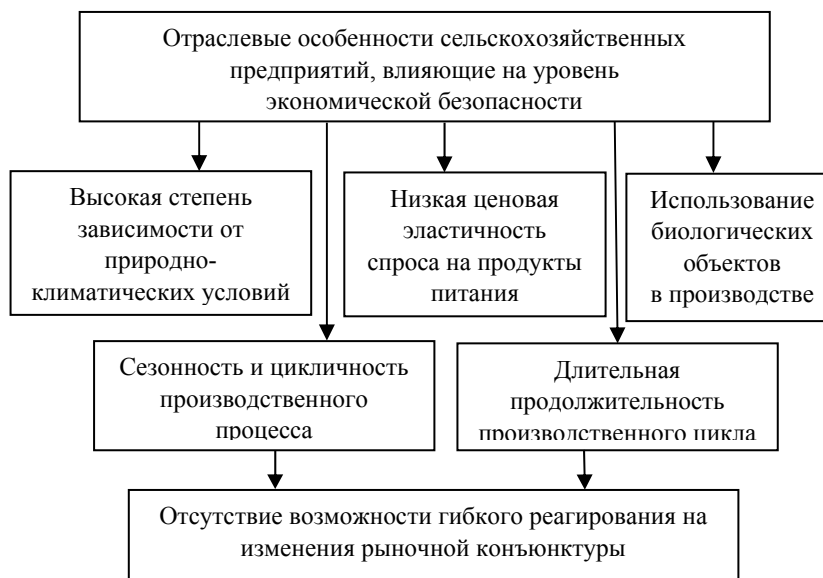 Отраслевые особенности сельскохозяйственных
предприятий, влияющие на уровень
экономической безопасности
Высокая степень
зависимости от
природно-
климатических условий
Низкая ценовая
эластичность
спроса на продукты
питания
Использование
биологических
объектов
в производстве
Сезонность и цикличность
производственного
процесса
Длительная
продолжительность
производственного цикла
Отсутствие возможности гибкого реагирования на
изменения рыночной конъюнктуры